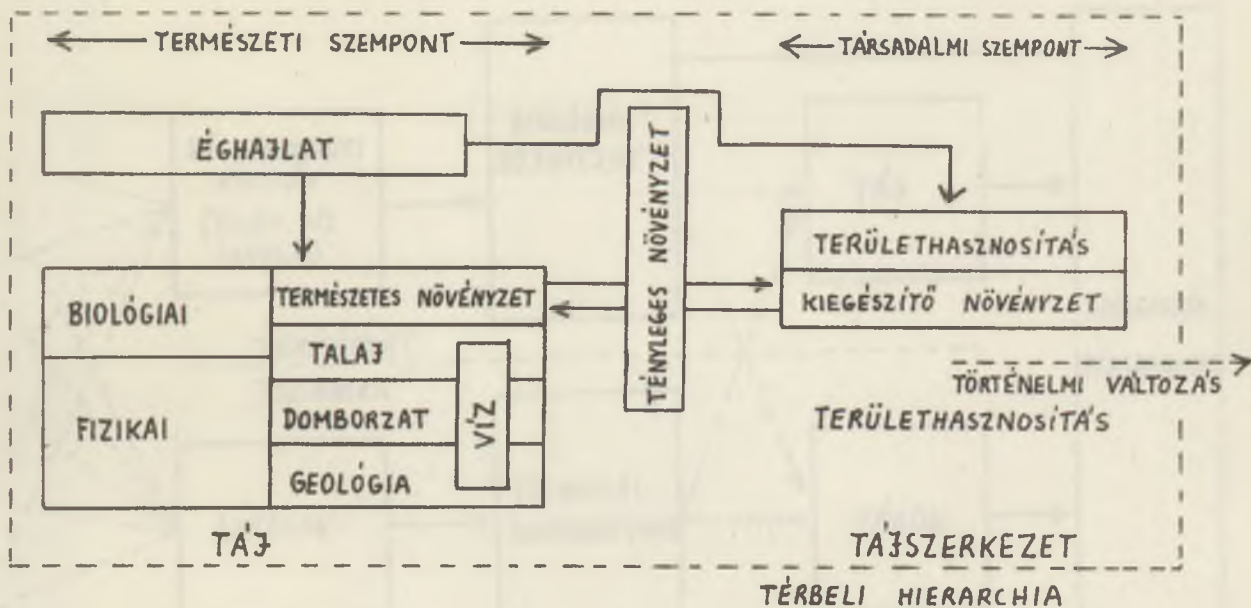 TERMÉSZETI SZEMPONT
TÁRSADALMI SZEMPONT
ÉGHAJLAT
TÉNYLEGES NÖVÉNYZET
TERÜLETHASZNOSÍTÁS
KIEGÉSZÍTŐ NÖVÉNYZET
BIOLÓGIAI
TERMÉSZETES NÖVÉNYZET
TALAJ
FIZIKAI
DOMBORZAT
VÍZ
GEOLÓGIA
TÖRTÉNELMI VÁLTOZÁS
TERÜLETHASZNOSÍTÁS
TÁJ
TÁJSZERKEZET
TÉRBELI HIERARCHIA